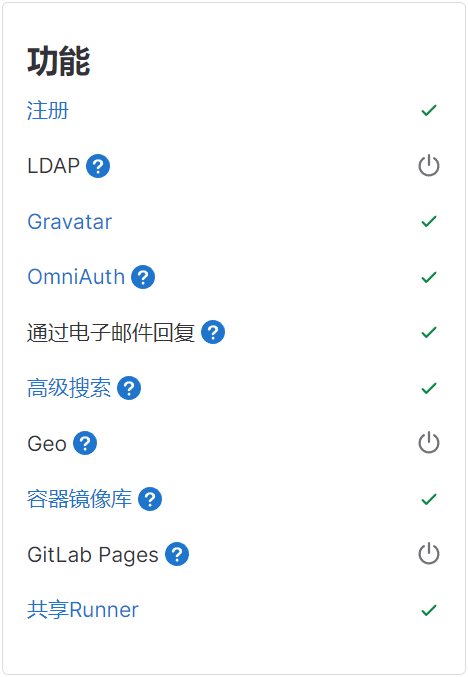 功能
注册
LDAP ?
Gravatar
OmniAuth ?
通过电子邮件回复 ?
高级搜索 ?
Geo ?
容器镜像库 ?
GitLab Pages ?
共享Runner